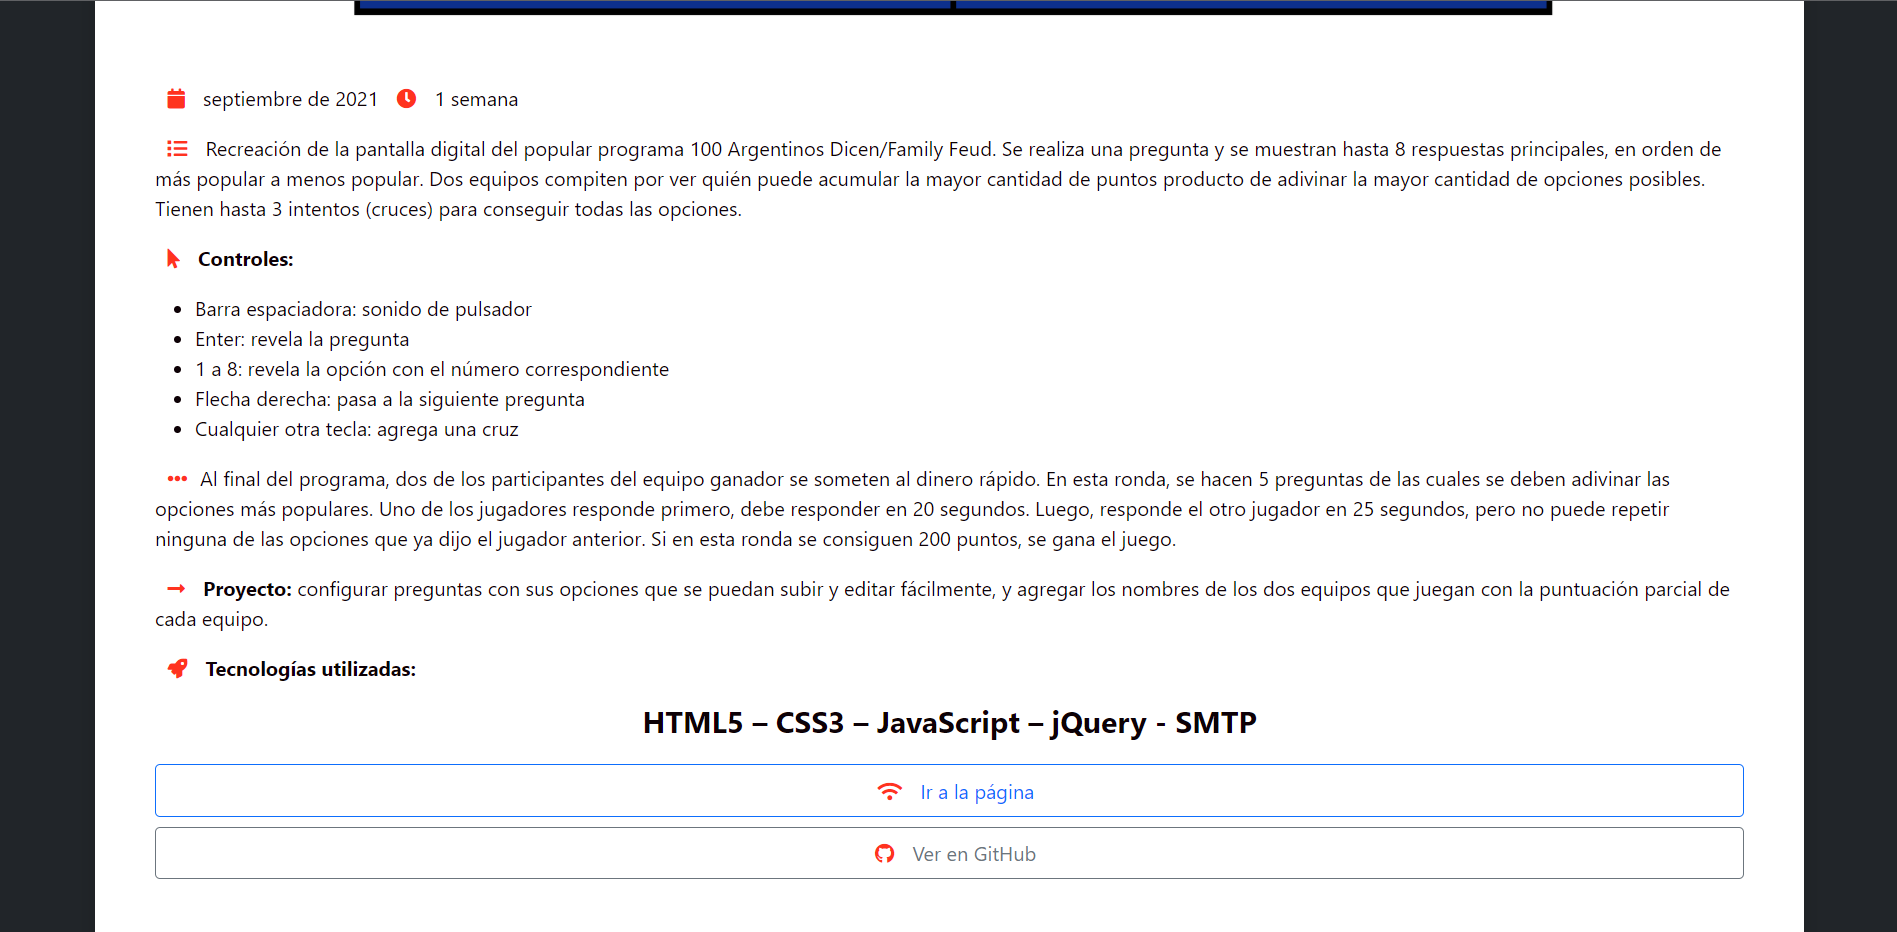 septiembre de 2021 1 semana
Recreación de la pantalla digital del popular programa 100 Argentinos Dicen/Family Feud. Se realiza una pregunta y se muestran hasta 8 respuestas principales, en orden de
más popular a menos popular. Dos equipos compiten por ver quién puede acumular la mayor cantidad de puntos producto de adivinar la mayor cantidad de opciones posibles.
Tienen hasta 3 intentos (cruces) para conseguir todas las opciones.
Controles:
• Barra espaciadora: sonido de pulsador
• Enter: revela la pregunta
• 1 a 8: revela la opción con el número correspondiente
• Flecha derecha: pasa a la siguiente pregunta
• Cualquier otra tecla: agrega una cruz
Al final del programa, dos de los participantes del equipo ganador se someten al dinero rápido. En esta ronda, se hacen 5 preguntas de las cuales se deben adivinar las
opciones más populares. Uno de los jugadores responde primero, debe responder en 20 segundos. Luego, responde el otro jugador en 25 segundos, pero no puede repetir
ninguna de las opciones que ya dijo el jugador anterior. Si en esta ronda se consiguen 200 puntos, se gana el juego.
Proyecto: configurar preguntas con sus opciones que se puedan subir y editar fácilmente, y agregar los nombres de los dos equipos que juegan con la puntuación parcial de
cada equipo.
Tecnologías utilizadas:
HTML5 – CSS3 – JavaScript – jQuery - SMTP
Ir a la página
Ver en GitHub